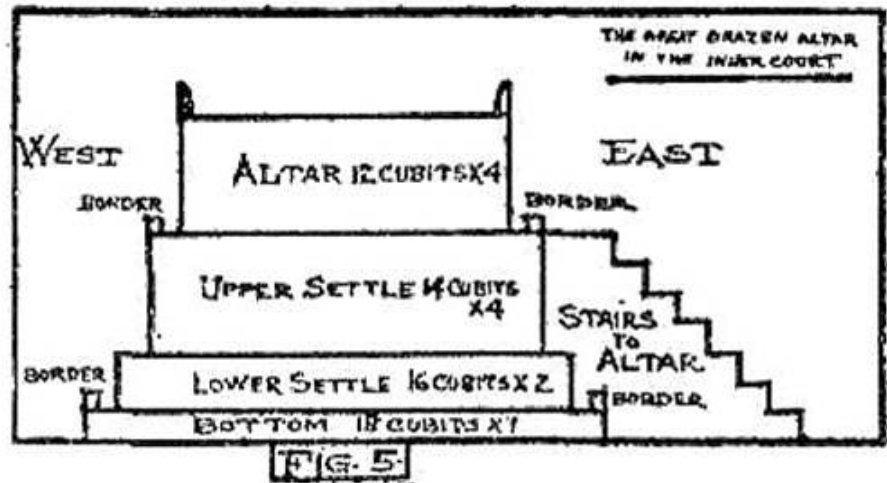 THE GREAT BRAZEN ALTAR
IN THE INNER COURT
WEST
EAST
ALTAR 12 CUBITS X 4
BORDER
BORDER
UPPER SETTLE 14 CUBITS
X 4
STAIRS
TO
ALTAR
BORDER
LOWER SETTLE 16 CUBITS X 2
BORDER
BOTTOM 18 CUBITS X 1
FIG. 5.